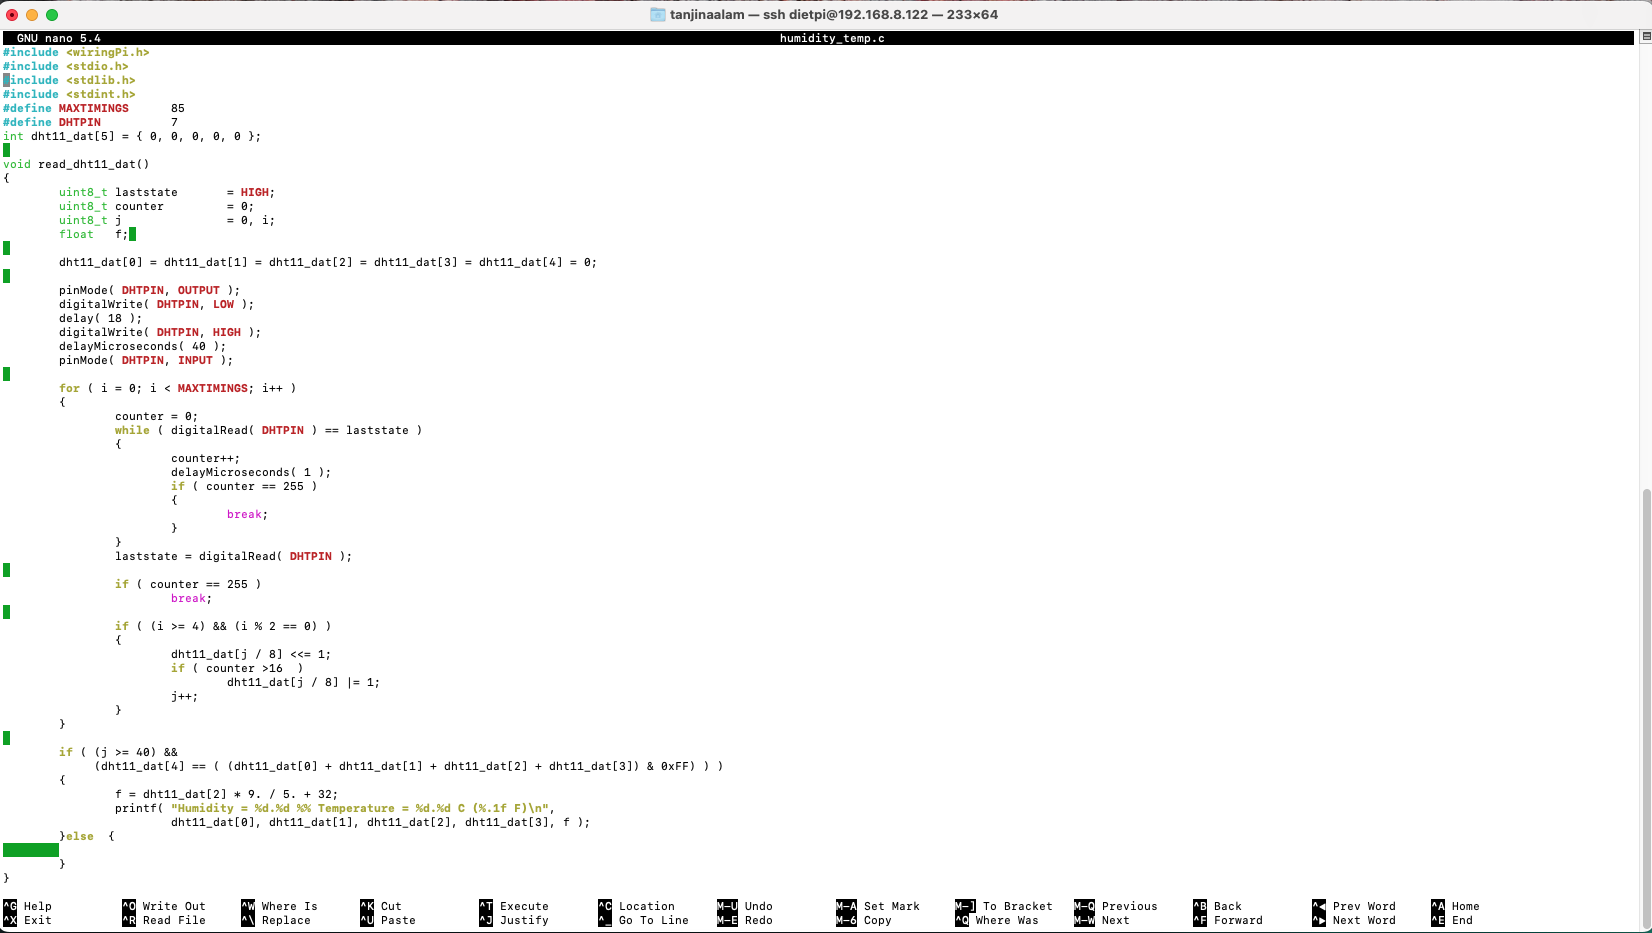 tanjinaalam — ssh dietpi@192.168.8.122 — 233×64
GNU nano 5.4 humidity_temp.c
#include <wiringPi.h>
#include <stdio.h>
#include <stdlib.h>
#include <stdint.h>
#define MAXTIMINGS 85
#define DHTPIN 7
int dht11_dat[5] = { 0, 0, 0, 0, 0 };
void read_dht11_dat()
{
uint8_t laststate = HIGH;
uint8_t counter = 0;
uint8_t j = 0, i;
float f;
dht11_dat[0] = dht11_dat[1] = dht11_dat[2] = dht11_dat[3] = dht11_dat[4] = 0;
pinMode( DHTPIN, OUTPUT );
digitalWrite( DHTPIN, LOW );
delay( 18 );
digitalWrite( DHTPIN, HIGH );
delayMicroseconds( 40 );
pinMode( DHTPIN, INPUT );
for ( i = 0; i < MAXTIMINGS; i++ )
{
counter = 0;
while ( digitalRead( DHTPIN ) == laststate )
{
counter++;
delayMicroseconds( 1 );
if ( counter == 255 )
{
break;
}
}
laststate = digitalRead( DHTPIN );
if ( counter == 255 )
break;
if ( (i >= 4) && (i % 2 == 0) )
{
dht11_dat[j / 8] <<= 1;
if ( counter >16  )
dht11_dat[j / 8] |= 1;
j++;
}
}
if ( (j >= 40) &&
(dht11_dat[4] == ( (dht11_dat[0] + dht11_dat[1] + dht11_dat[2] + dht11_dat[3]) & 0xFF) ) )
{
f = dht11_dat[2] * 9. / 5. + 32;
printf( "Humidity = %d.%d %% Temperature = %d.%d C (%.1f F)\n",
dht11_dat[0], dht11_dat[1], dht11_dat[2], dht11_dat[3], f );
}else  {
}
}
^G Help ^O Write Out ^W Where Is ^K Cut ^T Execute ^C Location M-U Undo M-A Set Mark M-] To Bracket M-Q Previous ^B Back ^◀ Prev Word ^A Home
^X Exit ^R Read File ^\ Replace ^U Paste ^J Justify ^_ Go To Line M-E Redo M-6 Copy ^Q Where Was M-W Next ^F Forward ^▶ Next Word ^E End